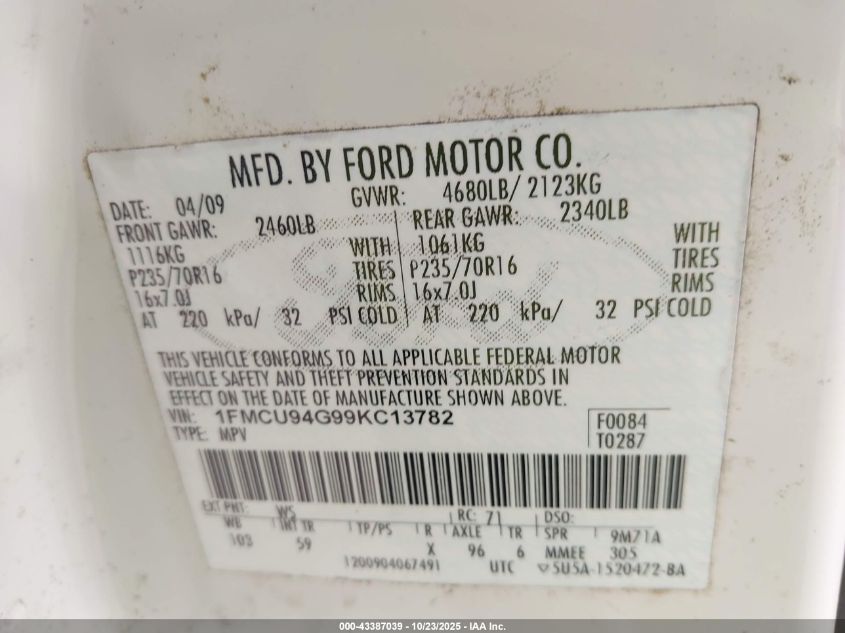 MFD. BY FORD MOTOR CO.
DATE: 04/09 GVWR: 4680LB/ 2123KG
FRONT GAWR: 2460LB REAR GAWR: 2340LB
1116KG WITH 1061KG WITH
P235/70R16 TIRES P235/70R16 TIRES
16x7.0J RIMS 16x7.0J RIMS
AT 220 kPa/ 32 PSI COLD AT 220 kPa/ 32 PSI COLD
THIS VEHICLE CONFORMS TO ALL APPLICABLE FEDERAL MOTOR
VEHICLE SAFETY AND THEFT PREVENTION STANDARDS IN
EFFECT ON THE DATE OF MANUFACTURE SHOWN ABOVE.
VIN: 1FMCU94G99KC13782 F0084
TYPE: MPV T0287
EXT PNT: WS RC: 71 DSO:
WB INT TR TP/PS R AXLE TR SPR 9M71A
103 59 X 96 6 MMEE 305
1200904067491 UTC 5U5A-1520472-BA
000-43387039 - 10/23/2025 - IAA Inc.